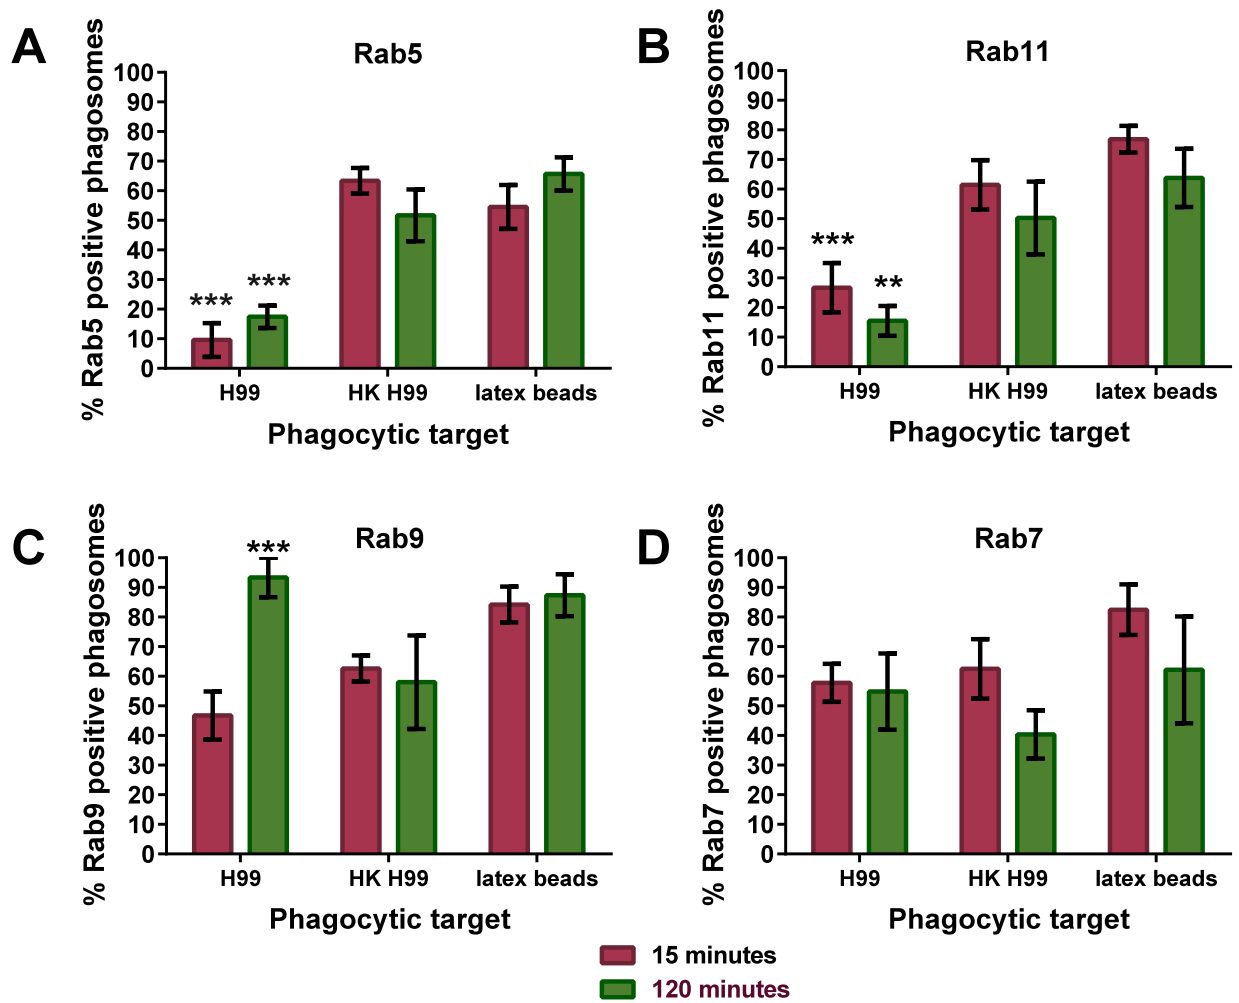 A
Rab5
% Rab5 positive phagosomes
100
90
80
70
60
50
40
30
20
10
0
***
***
H99
HK H99
latex beads
Phagocytic target
B
Rab11
% Rab11 positive phagosomes
100
90
80
70
60
50
40
30
20
10
0
***
**
H99
HK H99
latex beads
Phagocytic target
C
Rab9
% Rab9 positive phagosomes
100
90
80
70
60
50
40
30
20
10
0
***
H99
HK H99
latex beads
Phagocytic target
D
Rab7
% Rab7 positive phagosomes
100
90
80
70
60
50
40
30
20
10
0
H99
HK H99
latex beads
Phagocytic target
15 minutes
120 minutes